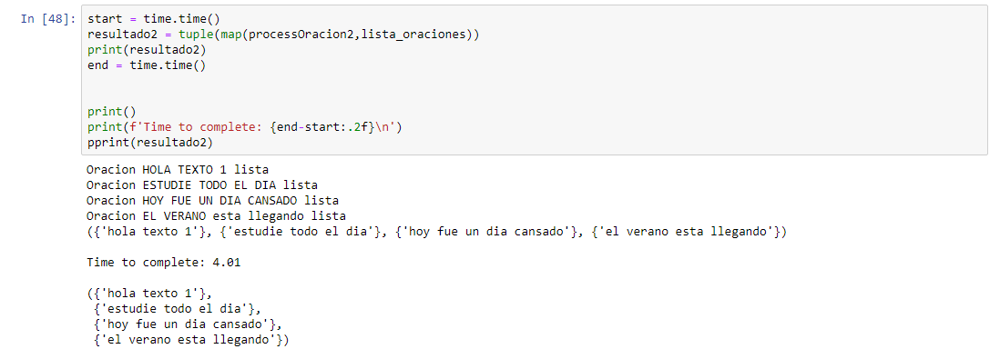 In [48]: start = time.time()
resultado2 = tuple(map(processOracion2,lista_oraciones))
print(resultado2)
end = time.time()
print()
print(f'Time to complete: {end-start:.2f}\n')
pprint(resultado2)
Oracion HOLA TEXTO 1 lista
Oracion ESTUDIE TODO EL DIA lista
Oracion HOY FUE UN DIA CANSADO lista
Oracion EL VERANO esta llegando lista
({'hola texto 1'}, {'estudie todo el dia'}, {'hoy fue un dia cansado'}, {'el verano esta llegando'})
Time to complete: 4.01
({'hola texto 1'},
{'estudie todo el dia'},
{'hoy fue un dia cansado'},
{'el verano esta llegando'})